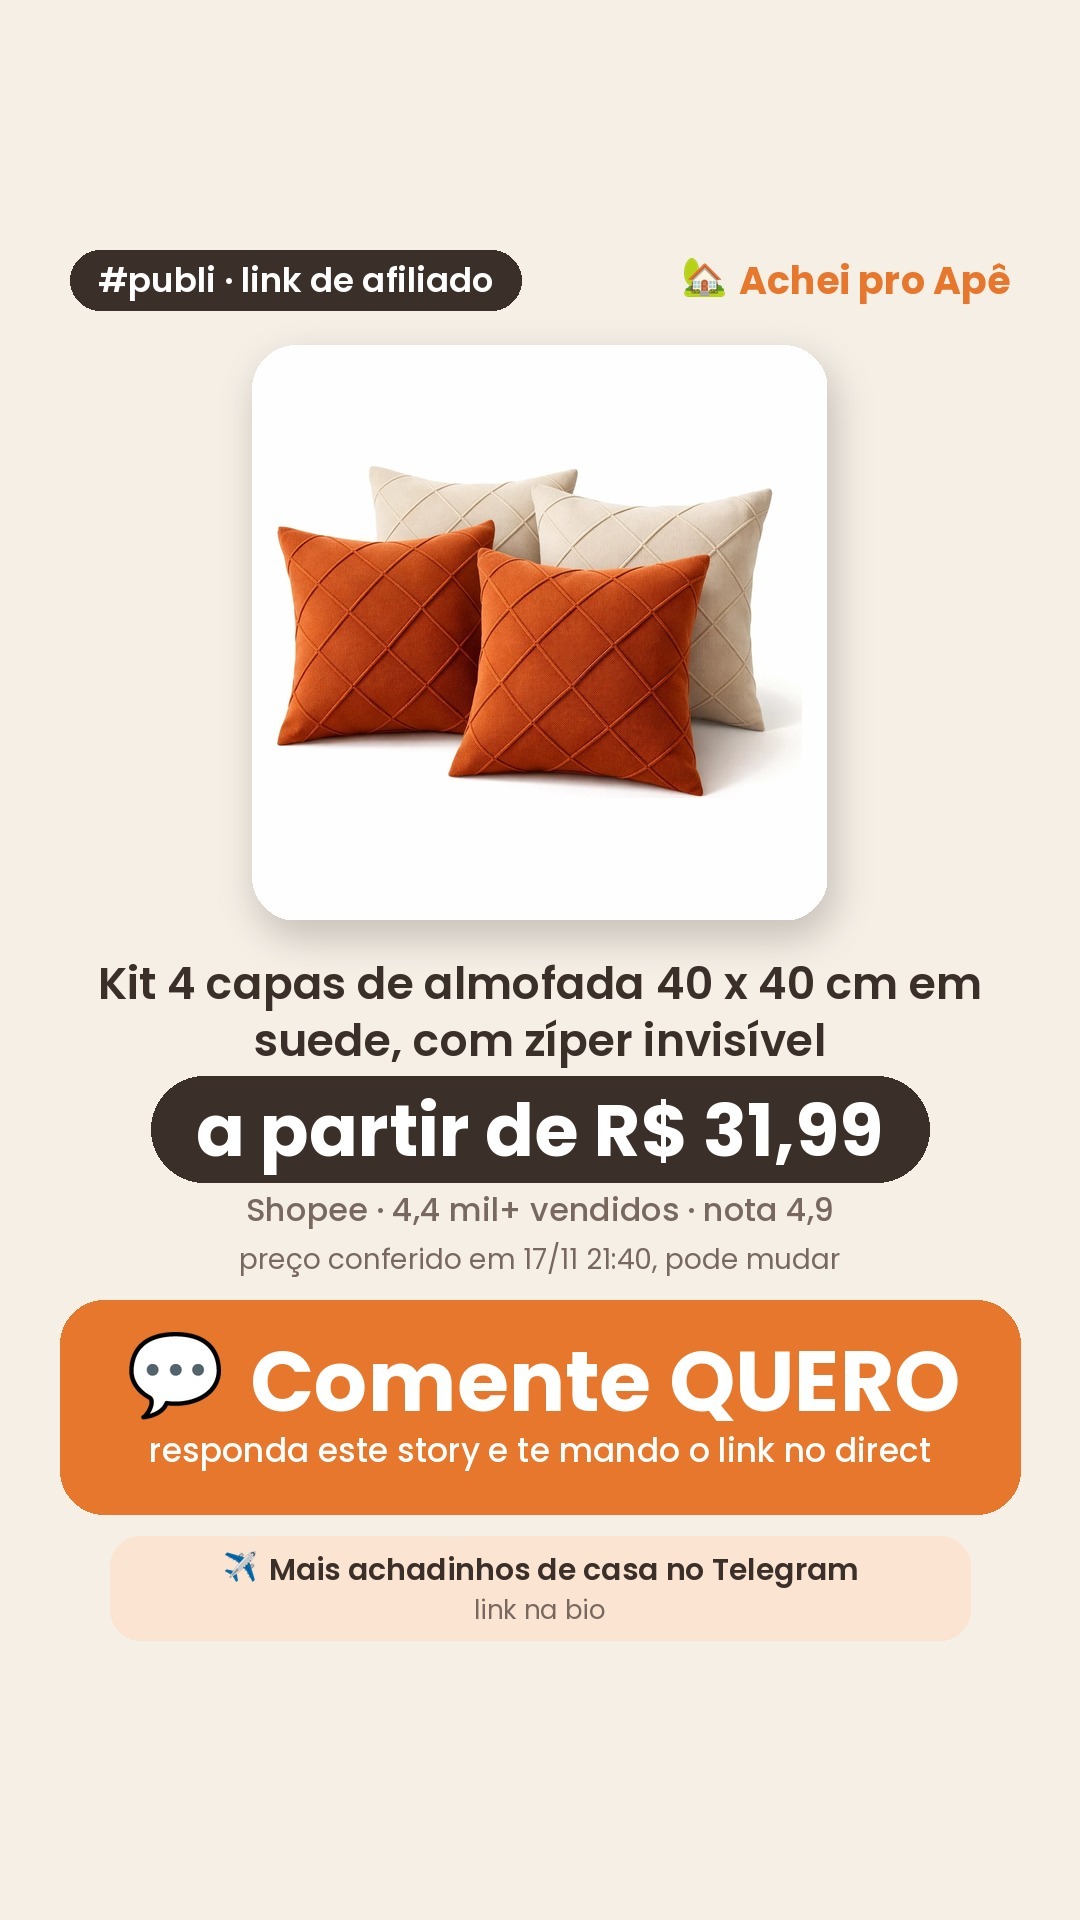 #publi · link de afiliado
🏡 Achei pro Apê
Kit 4 capas de almofada 40 x 40 cm em
suede, com zíper invisível
a partir de R$ 31,99
Shopee · 4,4 mil+ vendidos · nota 4,9
preço conferido em 17/11 21:40, pode mudar
💬 Comente QUERO
responda este story e te mando o link no direct
✈️ Mais achadinhos de casa no Telegram
link na bio